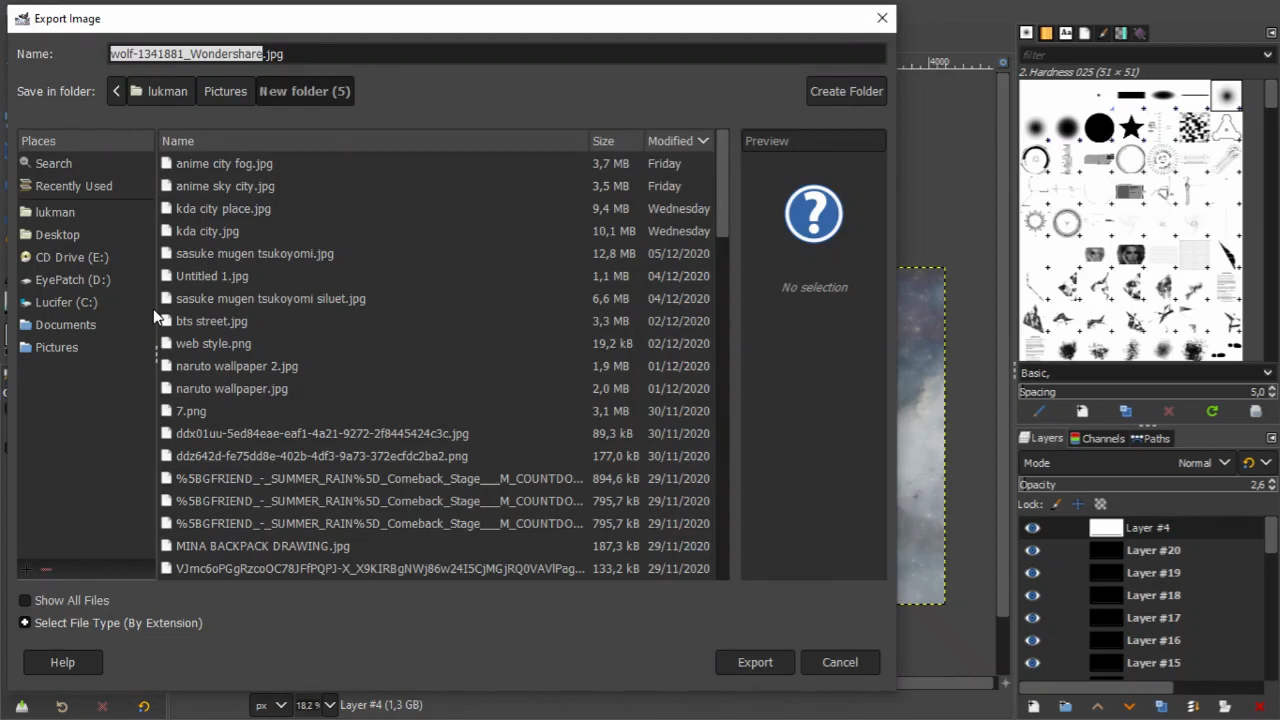 Export Image
Name:
wolf-1341881_Wondershare.jpg
4000
filter
Save in folder:
lukman
Pictures
New folder (5)
Create Folder
2. Hardness 025 (51 × 51)
Places
Name
Size
Modified
Preview
Search
Recently Used
lukman
Desktop
CD Drive (E:)
EyePatch (D:)
Lucifer (C:)
Documents
Pictures
anime city fog.jpg 3,7 MB Friday
anime sky city.jpg 3,5 MB Friday
kda city place.jpg 9,4 MB Wednesday
kda city.jpg 10,1 MB Wednesday
sasuke mugen tsukoyomi.jpg 12,8 MB 05/12/2020
Untitled 1.jpg 1,1 MB 04/12/2020
sasuke mugen tsukoyomi siluet.jpg 6,6 MB 04/12/2020
bts street.jpg 3,3 MB 02/12/2020
web style.png 19,2 kB 02/12/2020
naruto wallpaper 2.jpg 1,9 MB 01/12/2020
naruto wallpaper.jpg 2,0 MB 01/12/2020
7.png 3,1 MB 30/11/2020
ddx01uu-5ed84eae-eaf1-4a21-9272-2f8445424c3c.jpg 89,3 kB 30/11/2020
ddz642d-fe75dd8e-402b-4df3-9a73-372ecfdc2ba2.png 177,0 kB 30/11/2020
%5BGFRIEND_-_SUMMER_RAIN%5D_Comeback_Stage___M_COUNTDO... 894,6 kB 29/11/2020
%5BGFRIEND_-_SUMMER_RAIN%5D_Comeback_Stage___M_COUNTDO... 795,7 kB 29/11/2020
%5BGFRIEND_-_SUMMER_RAIN%5D_Comeback_Stage___M_COUNTDO... 795,7 kB 29/11/2020
MINA BACKPACK DRAWING.jpg 187,3 kB 29/11/2020
VJmc6oPGgRzcoOC78JFfPQPJ-X_X9KIRBgNWj86w24I5CjMGjRQ0VAVlPag... 133,2 kB 29/11/2020
No selection
Show All Files
Select File Type (By Extension)
Help
Export
Cancel
Basic,
Spacing 5,0
Layers
Channels
Paths
Mode Normal
Opacity 2,6
Lock:
Layer #4
Layer #20
Layer #19
Layer #18
Layer #17
Layer #16
Layer #15
px
18.2 %
Layer #4 (1,3 GB)